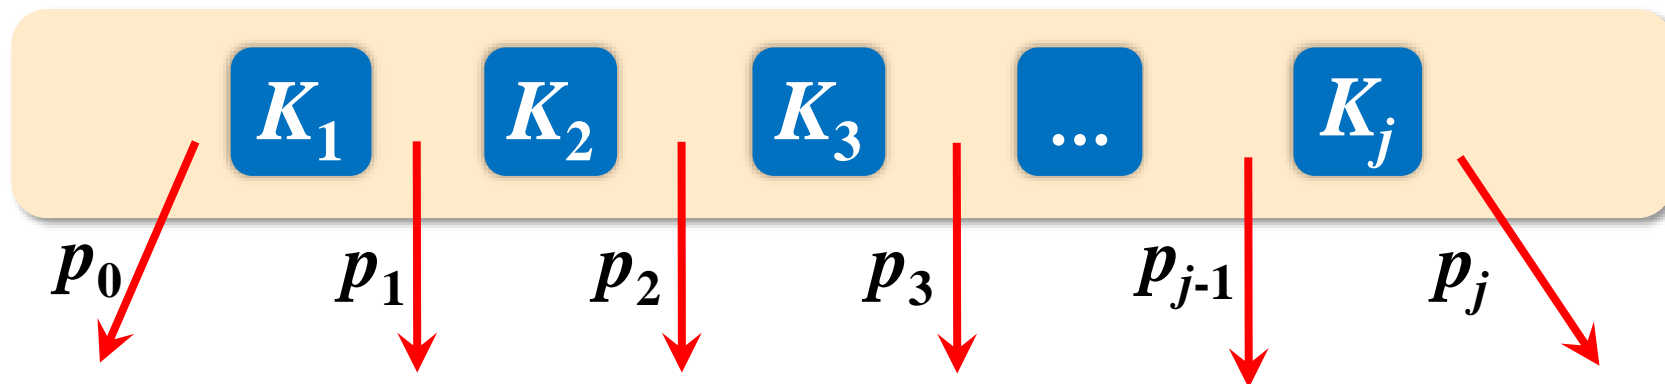 K₁ K₂ K₃ ... Kⱼ
p₀ p₁ p₂ p₃ pⱼ₋₁ pⱼ